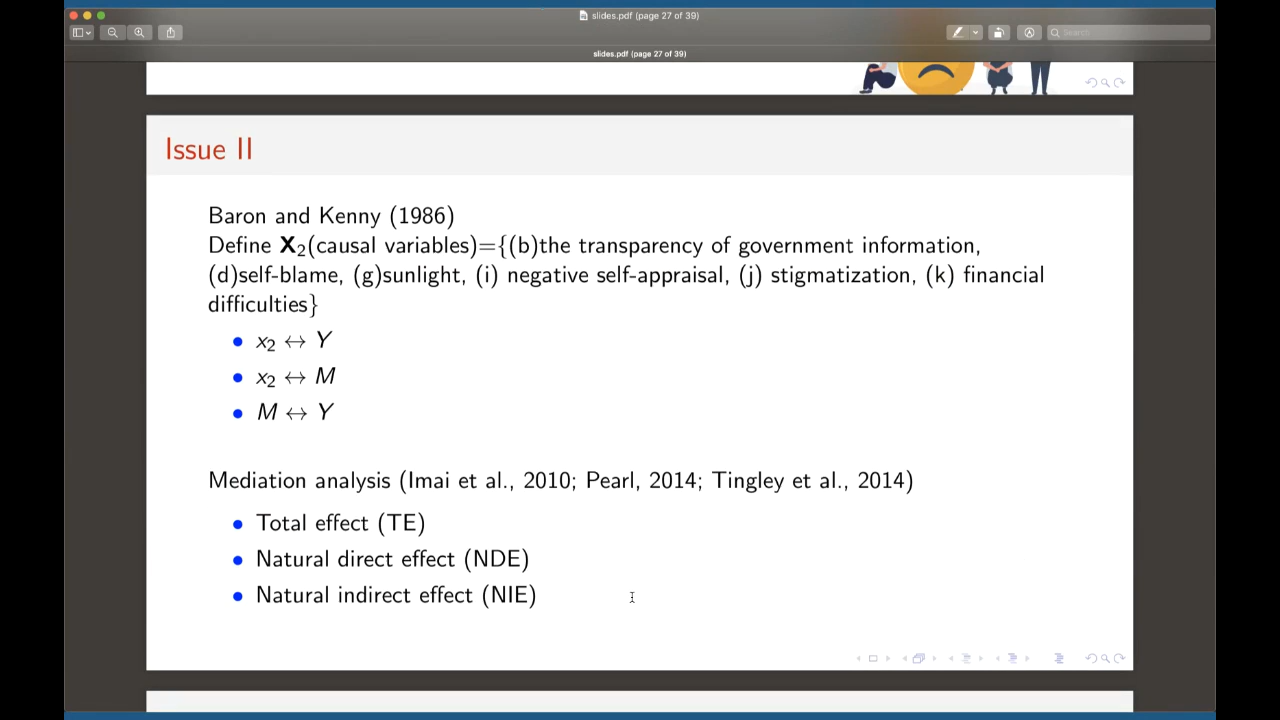 slides.pdf (page 27 of 39)
Search
slides.pdf (page 27 of 39)
Issue II
Baron and Kenny (1986)
Define X₂(causal variables)={(b)the transparency of government information,
(d)self-blame, (g)sunlight, (i) negative self-appraisal, (j) stigmatization, (k) financial
difficulties}
• x₂ ↔ Y
• x₂ ↔ M
• M ↔ Y
Mediation analysis (Imai et al., 2010; Pearl, 2014; Tingley et al., 2014)
• Total effect (TE)
• Natural direct effect (NDE)
• Natural indirect effect (NIE)